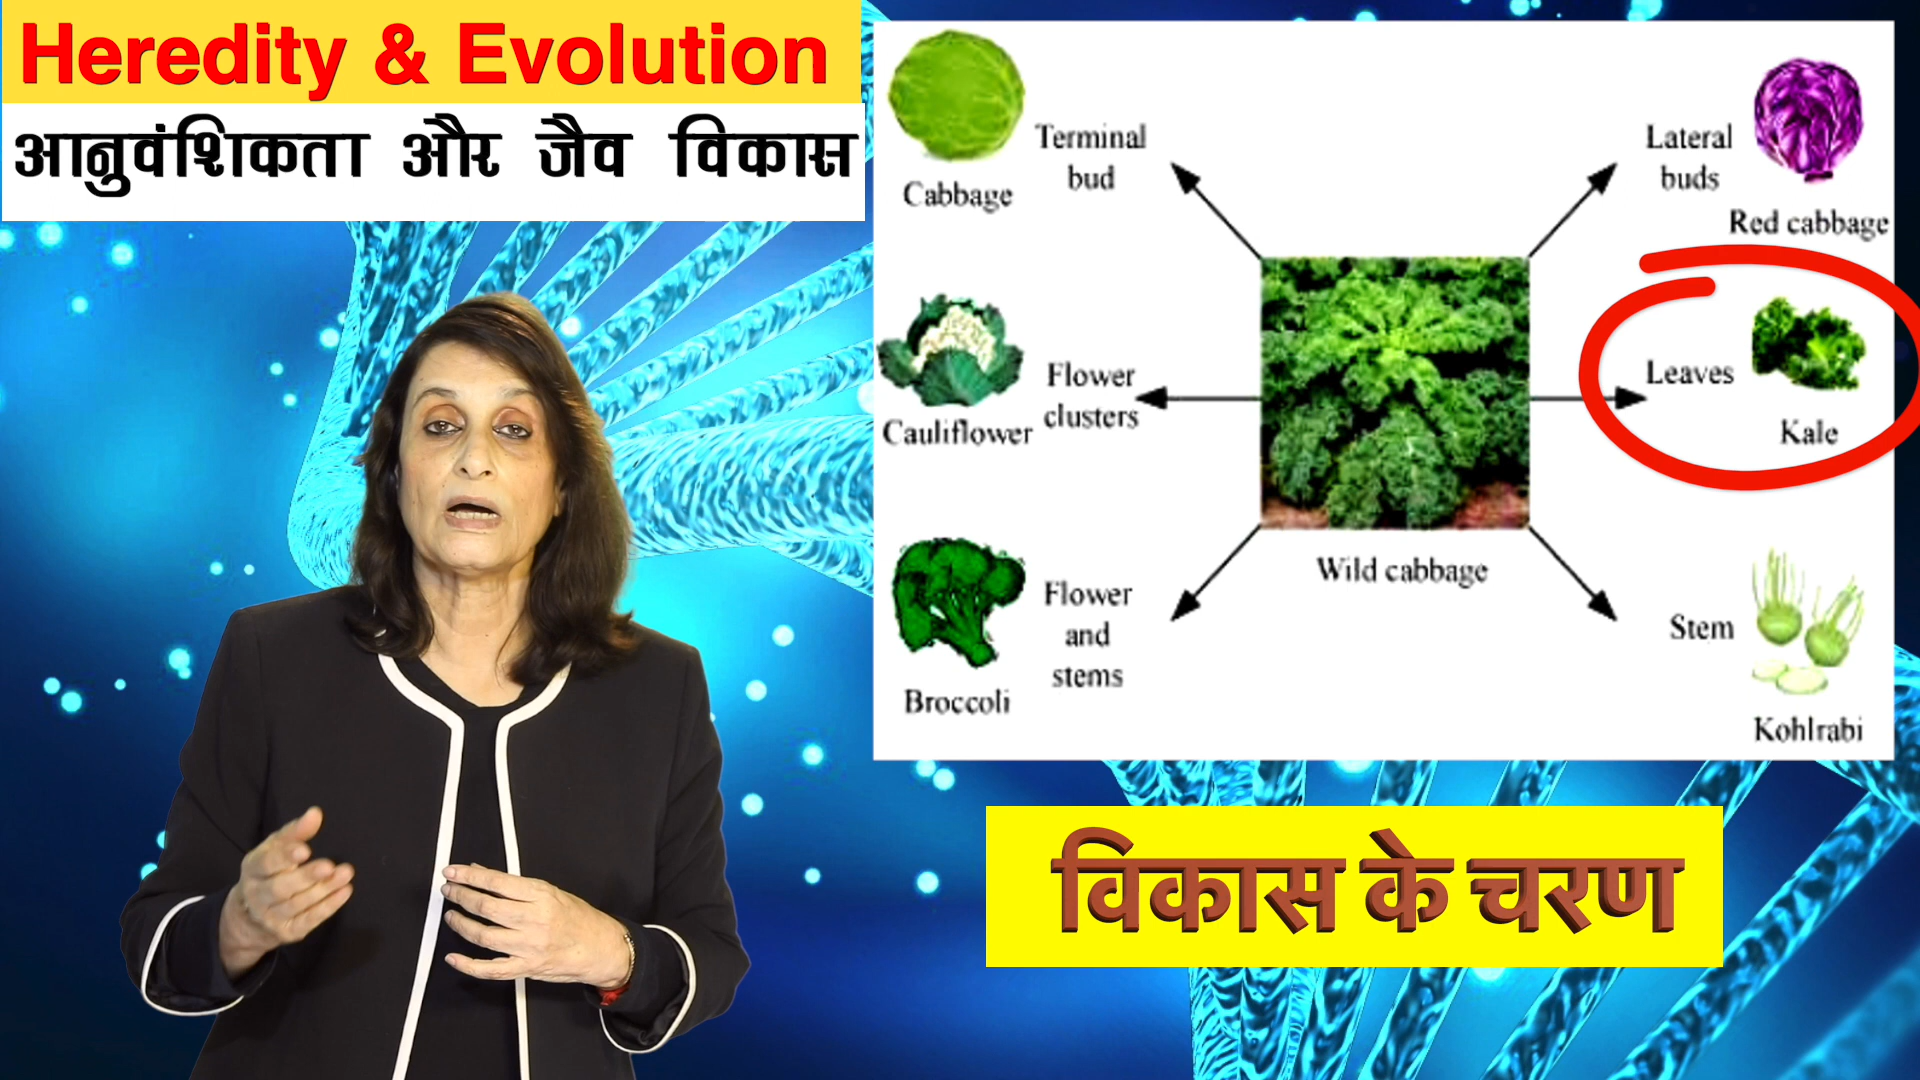 Heredity & Evolution
आनुवंशिकता और जैव विकास
Terminal
bud
Cabbage
Lateral
buds
Red cabbage
Flower
clusters
Cauliflower
Leaves
Kale
Wild cabbage
Flower
and
stems
Broccoli
Stem
Kohlrabi
विकास के चरण